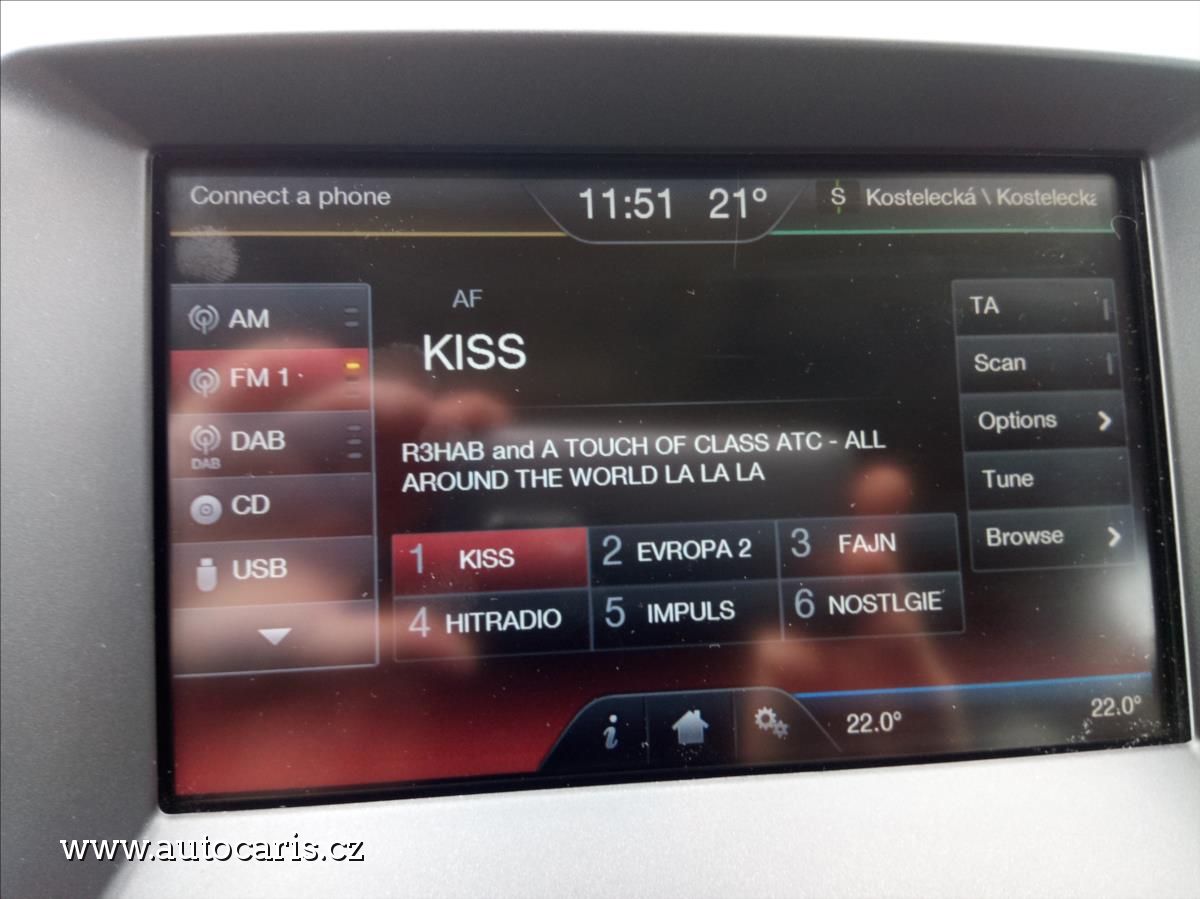 Connect a phone
11:51 21°
S Kostelecká \ Kostelecka
AM
FM 1
DAB
DAB
CD
USB
AF
KISS
R3HAB and A TOUCH OF CLASS ATC - ALL
AROUND THE WORLD LA LA LA
1 KISS
2 EVROPA 2
3 FAJN
4 HITRADIO
5 IMPULS
6 NOSTLGIE
TA
Scan
Options
Tune
Browse
i
22.0°
22.0°
www.autocaris.cz